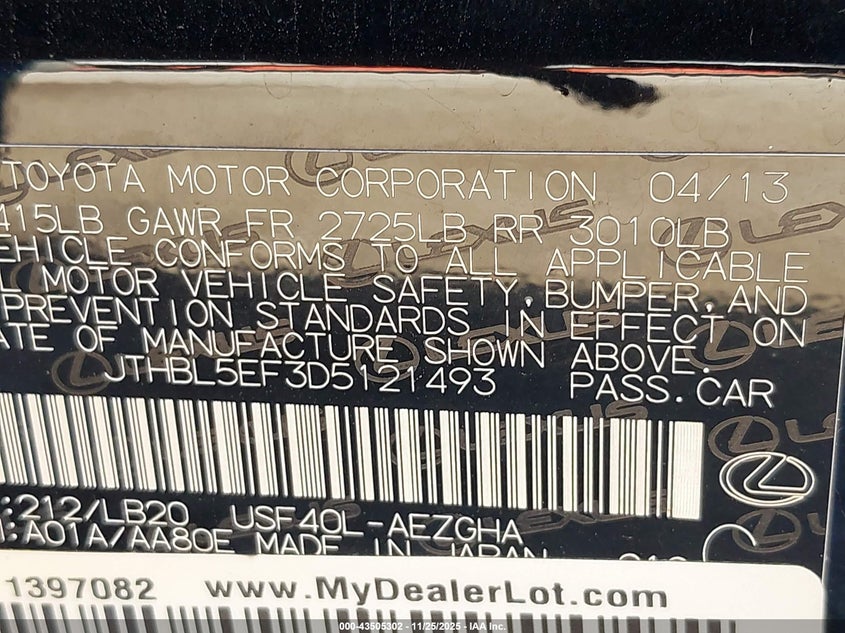 TOYOTA MOTOR CORPORATION 04/13
415LB GAWR FR 2725LB RR 3010LB
EHICLE CONFORMS TO ALL APPLICABLE
L MOTOR VEHICLE SAFETY, BUMPER, AND
PREVENTION STANDARDS IN EFFECT ON
ATE OF MANUFACTURE SHOWN ABOVE.
JTHBL5EF3D5121493 PASS.CAR
LEXUS
:212/LB20 USF40L-AEZGHA
:A01A/AA80E MADE IN JAPAN
1397082 www.MyDealerLot.com
000-43505302 - 11/25/2025 - IAA Inc.